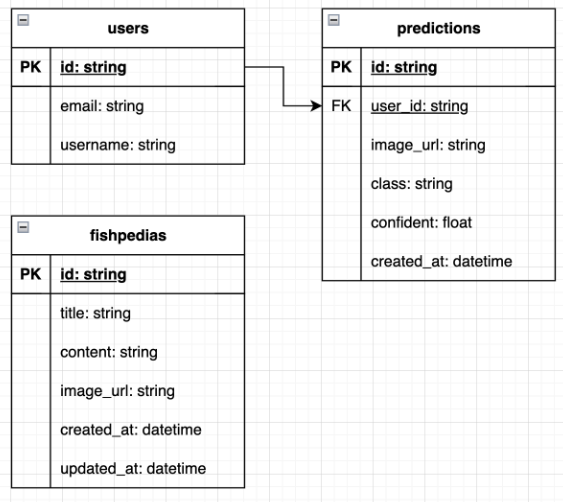 users
PK id: string
email: string
username: string
predictions
PK id: string
FK user_id: string
image_url: string
class: string
confident: float
created_at: datetime
fishpedias
PK id: string
title: string
content: string
image_url: string
created_at: datetime
updated_at: datetime